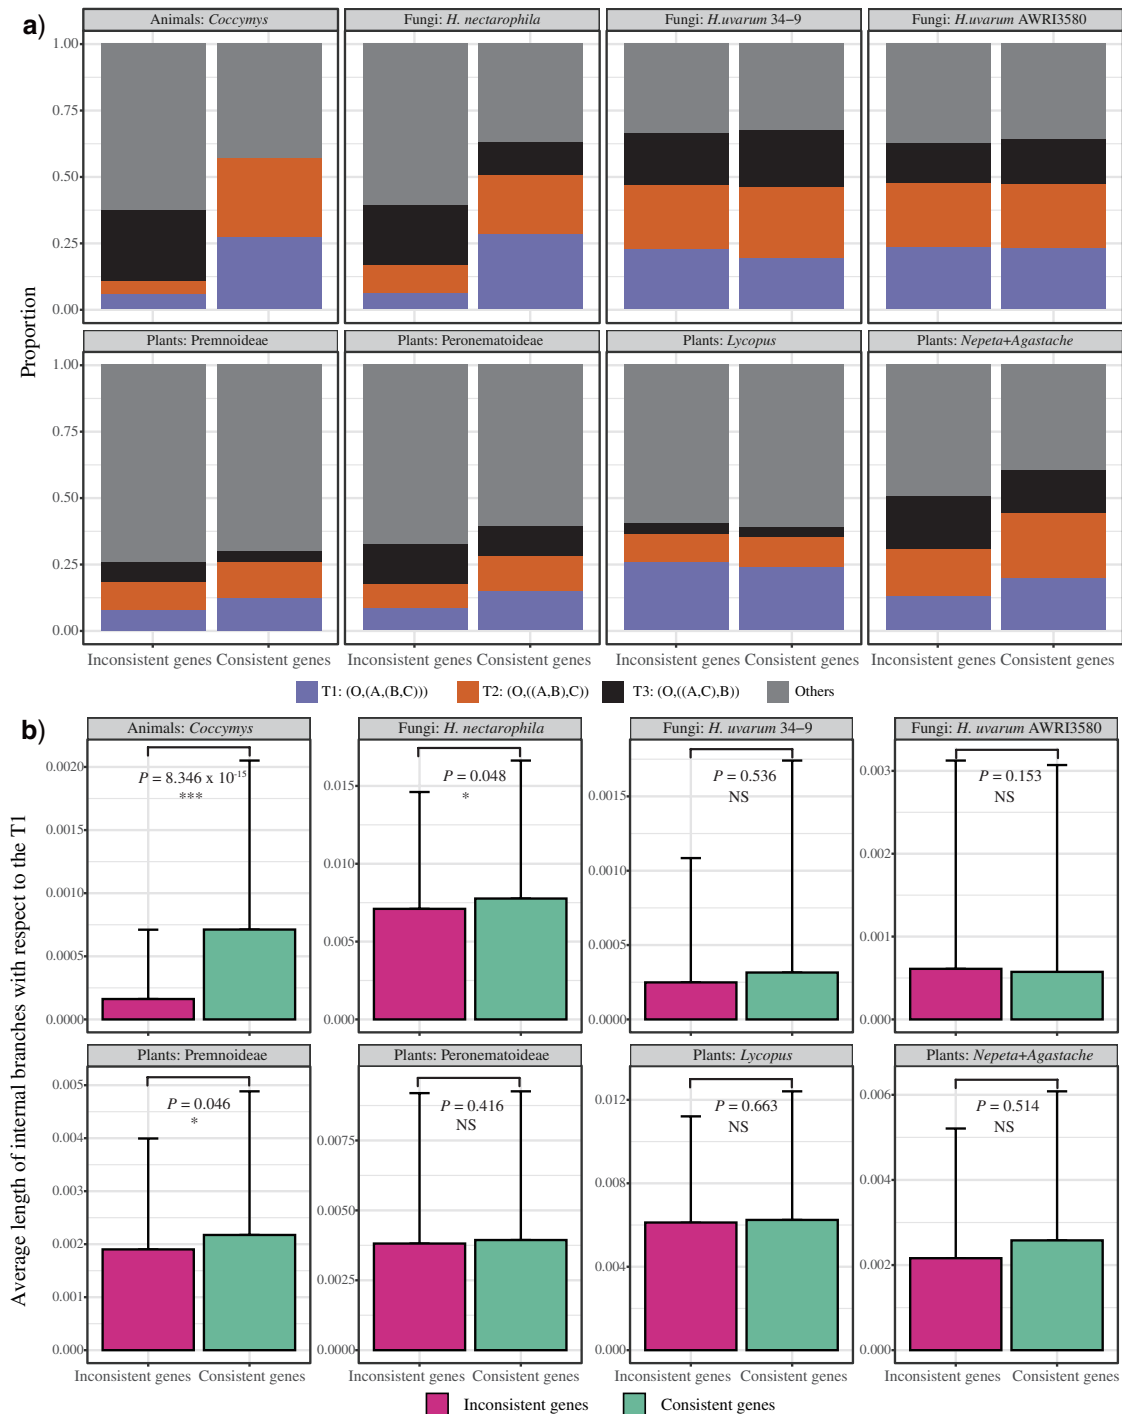 a)
Animals: Coccymys
Fungi: H. nectarophila
Fungi: H.uvarum 34−9
Fungi: H.uvarum AWRI3580
Proportion
1.00
0.75
0.50
0.25
0.00
Plants: Premnoideae
Plants: Peronematoideae
Plants: Lycopus
Plants: Nepeta+Agastache
1.00
0.75
0.50
0.25
0.00
Inconsistent genes Consistent genes
Inconsistent genes Consistent genes
Inconsistent genes Consistent genes
Inconsistent genes Consistent genes
T1: (O,(A,(B,C))) T2: (O,((A,B),C)) T3: (O,((A,C),B)) Others
b)
Average length of internal branches with respect to the T1
Animals: Coccymys
0.0020
0.0015
0.0010
0.0005
0.0000
P = 8.346 x 10-15
***
Fungi: H. nectarophila
0.015
0.010
0.005
0.000
P = 0.048
*
Fungi: H. uvarum 34−9
0.0015
0.0010
0.0005
0.0000
P = 0.536
NS
Fungi: H. uvarum AWRI3580
0.003
0.002
0.001
0.000
P = 0.153
NS
Plants: Premnoideae
0.005
0.004
0.003
0.002
0.001
0.000
P = 0.046
*
Plants: Peronematoideae
0.0075
0.0050
0.0025
0.0000
P = 0.416
NS
Plants: Lycopus
0.012
0.008
0.004
0.000
P = 0.663
NS
Plants: Nepeta+Agastache
0.006
0.004
0.002
0.000
P = 0.514
NS
Inconsistent genes Consistent genes
Inconsistent genes Consistent genes
Inconsistent genes Consistent genes
Inconsistent genes Consistent genes
Inconsistent genes Consistent genes